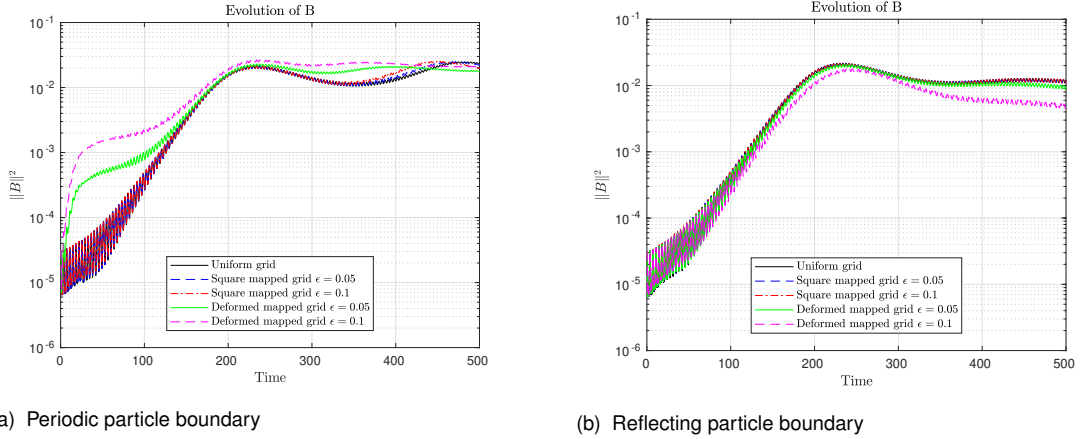 Evolution of B
10^-1
10^-2
10^-3
10^-4
10^-5
10^-6
‖B‖^2
Uniform grid
Square mapped grid ϵ = 0.05
Square mapped grid ϵ = 0.1
Deformed mapped grid ϵ = 0.05
Deformed mapped grid ϵ = 0.1
0 100 200 300 400 500
Time
a) Periodic particle boundary
Evolution of B
10^-1
10^-2
10^-3
10^-4
10^-5
10^-6
‖B‖^2
Uniform grid
Square mapped grid ϵ = 0.05
Square mapped grid ϵ = 0.1
Deformed mapped grid ϵ = 0.05
Deformed mapped grid ϵ = 0.1
0 100 200 300 400 500
Time
(b) Reflecting particle boundary